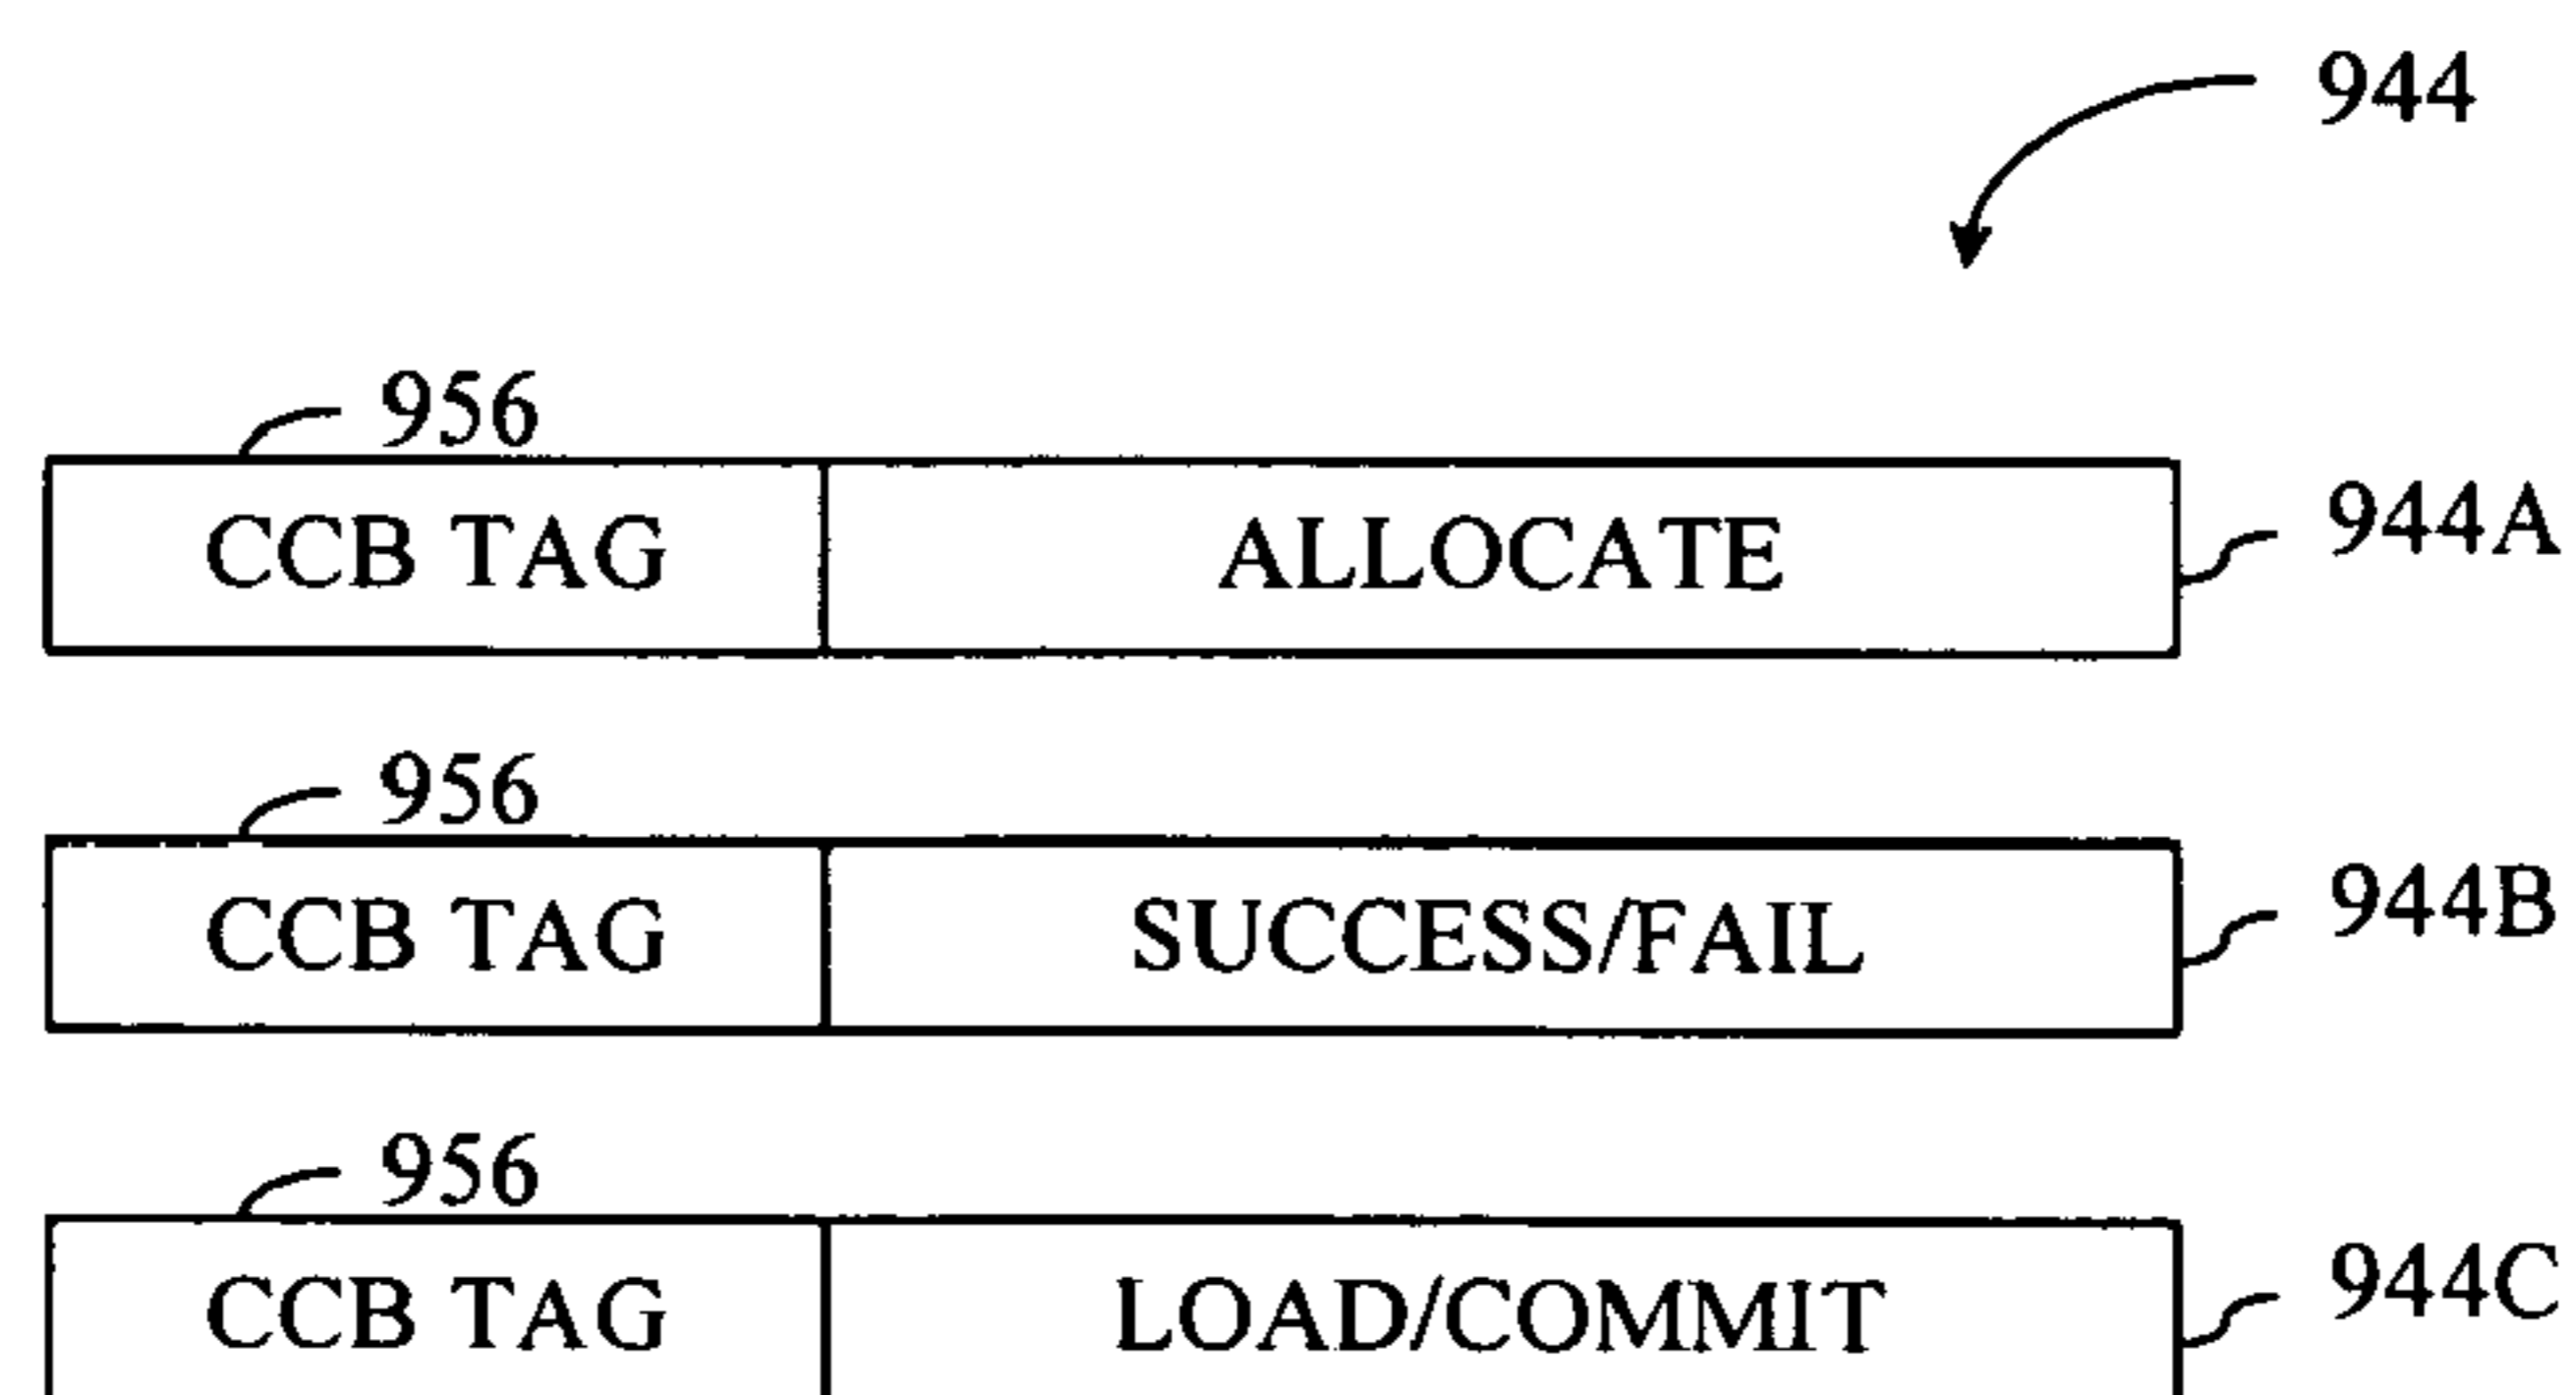 944
956
CCB TAG ALLOCATE 944A
956
CCB TAG SUCCESS/FAIL 944B
956
CCB TAG LOAD/COMMIT 944C